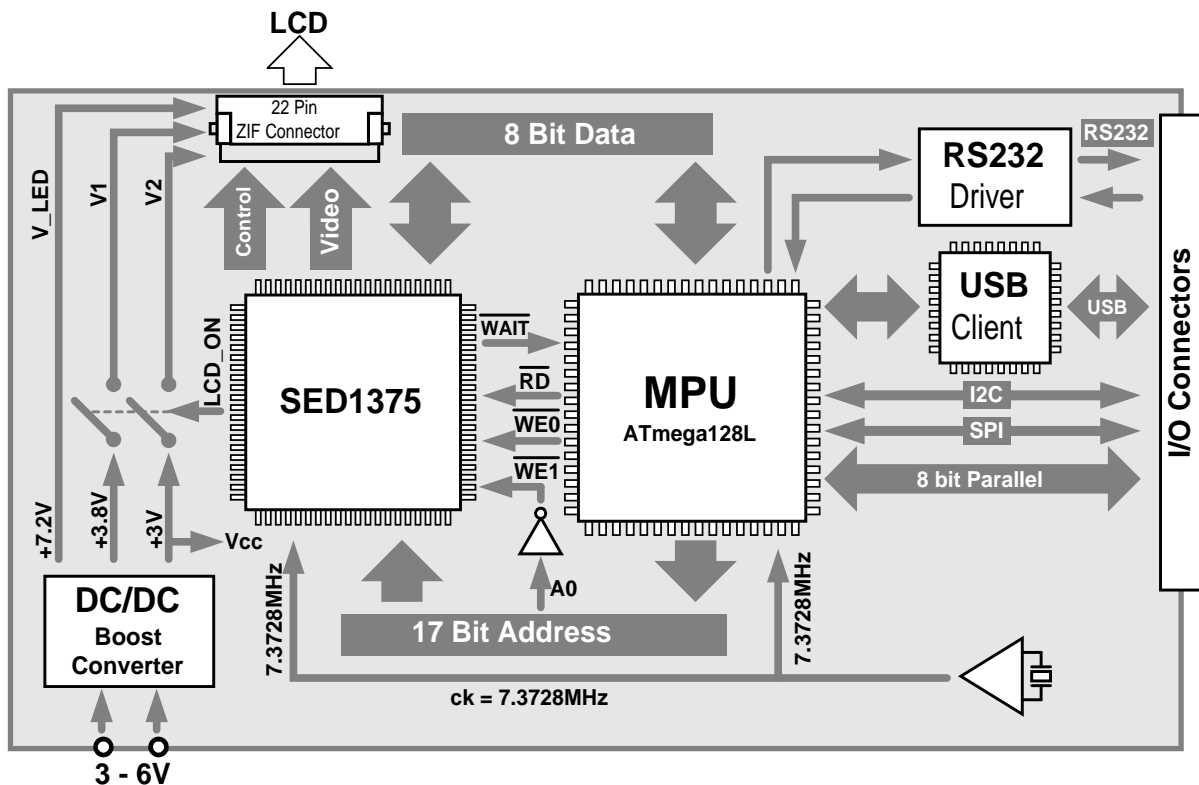 LCD
22 Pin
ZIF Connector
8 Bit Data
RS232
Driver
RS232
V_LED
V1
V2
Control
Video
USB
Client
USB
I/O Connectors
LCD_ON
SED1375
WAIT
RD
WE0
WE1
MPU
ATmega128L
I2C
SPI
8 bit Parallel
+7.2V
+3.8V
+3V
Vcc
7.3728MHz
A0
7.3728MHz
DC/DC
Boost
Converter
17 Bit Address
ck = 7.3728MHz
3 - 6V